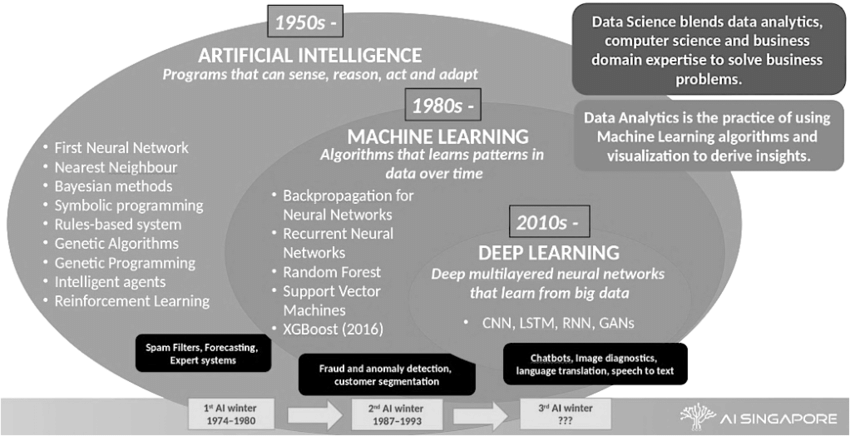 1950s -
ARTIFICIAL INTELLIGENCE
Programs that can sense, reason, act and adapt
• First Neural Network
• Nearest Neighbour
• Bayesian methods
• Symbolic programming
• Rules-based system
• Genetic Algorithms
• Genetic Programming
• Intelligent agents
• Reinforcement Learning
1980s -
MACHINE LEARNING
Algorithms that learns patterns in
data over time
• Backpropagation for
Neural Networks
• Recurrent Neural
Networks
• Random Forest
• Support Vector
Machines
• XGBoost (2016)
2010s -
DEEP LEARNING
Deep multilayered neural networks
that learn from big data
• CNN, LSTM, RNN, GANs
Data Science blends data analytics,
computer science and business
domain expertise to solve business
problems.
Data Analytics is the practice of using
Machine Learning algorithms and
visualization to derive insights.
Spam Filters, Forecasting,
Expert systems
Fraud and anomaly detection,
customer segmentation
Chatbots, Image diagnostics,
language translation, speech to text
1st AI winter
1974–1980
2nd AI winter
1987–1993
3rd AI winter
???
AI SINGAPORE